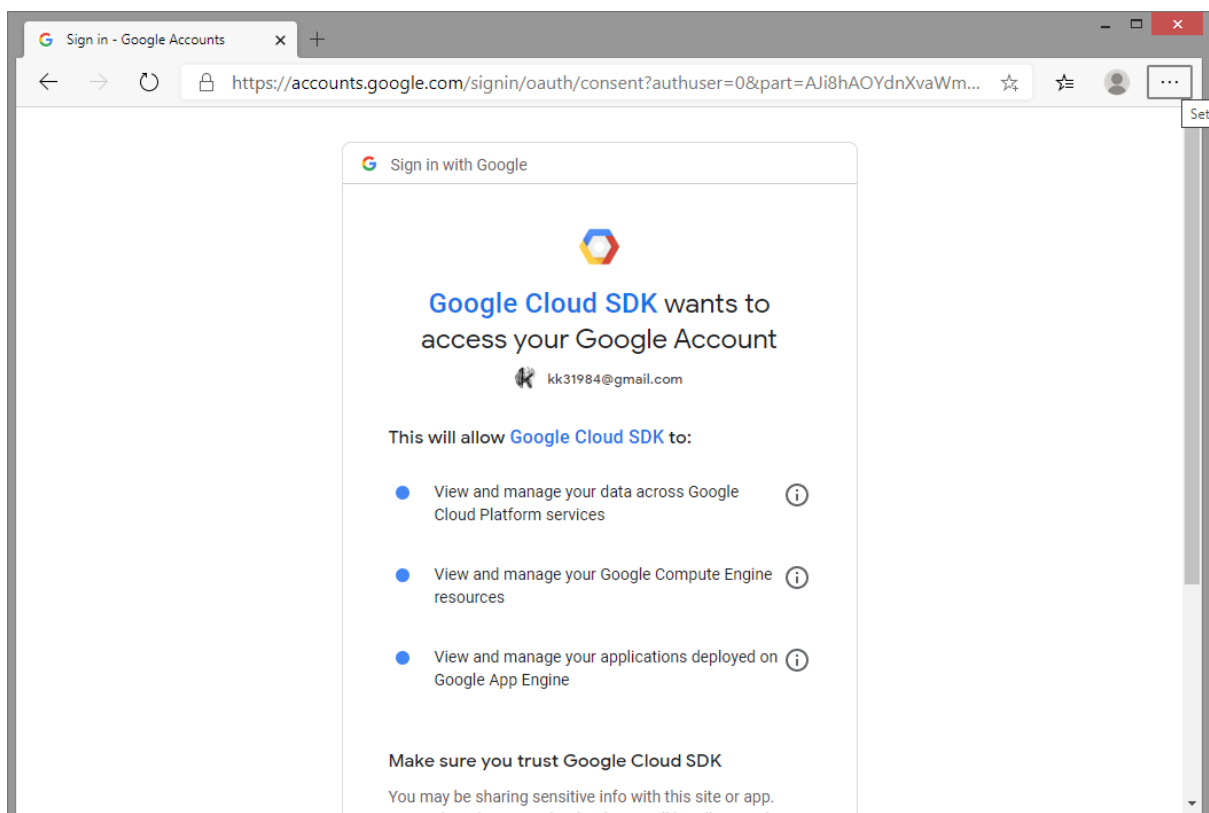 Sign in - Google Accounts
https://accounts.google.com/signin/oauth/consent?authuser=0&part=AJi8hAOYdnXvaWm...
Set
Sign in with Google
Google Cloud SDK wants to
access your Google Account
kk31984@gmail.com
This will allow Google Cloud SDK to:
View and manage your data across Google
Cloud Platform services
View and manage your Google Compute Engine
resources
View and manage your applications deployed on
Google App Engine
Make sure you trust Google Cloud SDK
You may be sharing sensitive info with this site or app.